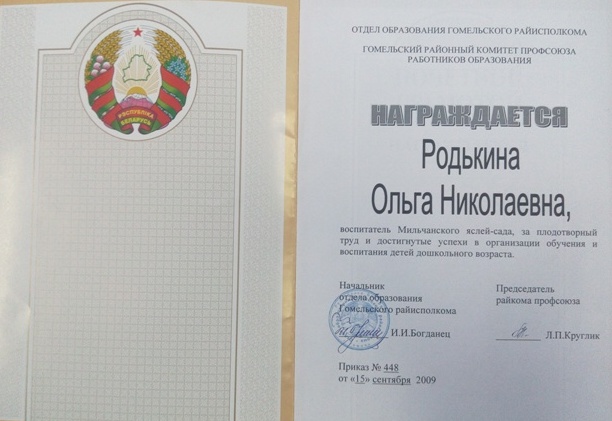 РЭСПУБЛІКА
БЕЛАРУСЬ
ОТДЕЛ ОБРАЗОВАНИЯ ГОМЕЛЬСКОГО РАЙИСПОЛКОМА
ГОМЕЛЬСКИЙ РАЙОННЫЙ КОМИТЕТ ПРОФСОЮЗА
РАБОТНИКОВ ОБРАЗОВАНИЯ
НАГРАЖДАЕТСЯ
Родькина
Ольга Николаевна,
воспитатель Мильчанского яслей-сада, за плодотворный
труд и достигнутые успехи в организации обучения и
воспитания детей дошкольного возраста.
Начальник
отдела образования
Гомельского райисполкома
И.И.Богданец
Председатель
райкома профсоюза
Л.П.Круглик
Приказ № 448
от «15» сентября 2009